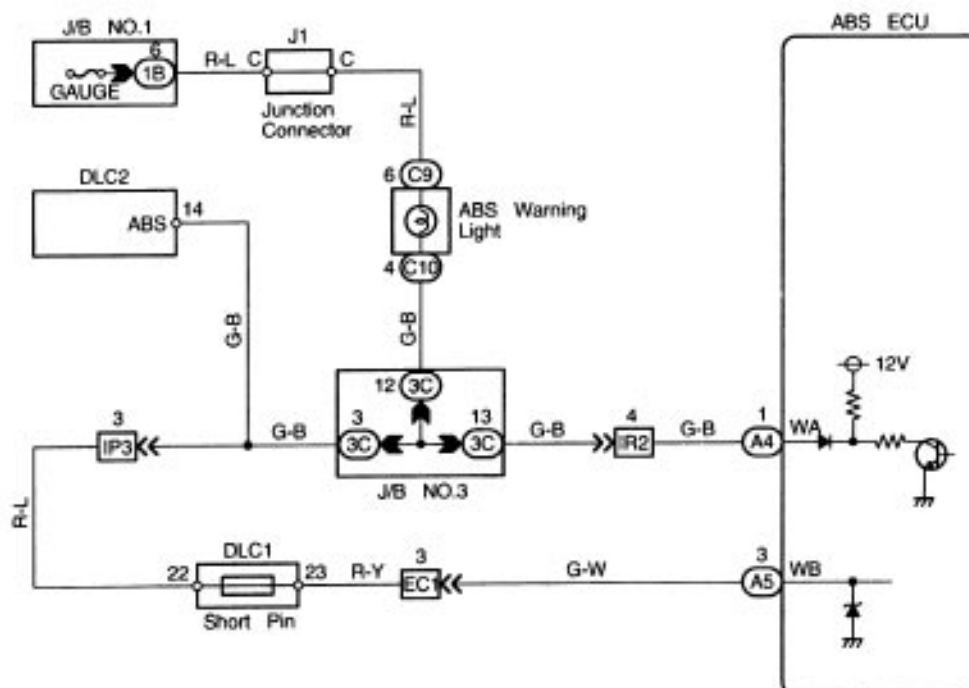 ABS ECU
J/B NO.1
6
1B
GAUGE
R-L
C
J1
C
Junction
Connector
R-L
DLC2
ABS
14
6
C9
ABS Warning
Light
4
C10
G-B
G-B
12
3C
12V
3
IP3
G-B
3
3C
13
3C
G-B
4
IR2
G-B
1
A4
WA
J/B NO.3
R-L
DLC1
22
23
R-Y
3
EC1
G-W
3
A5
WB
Short Pin